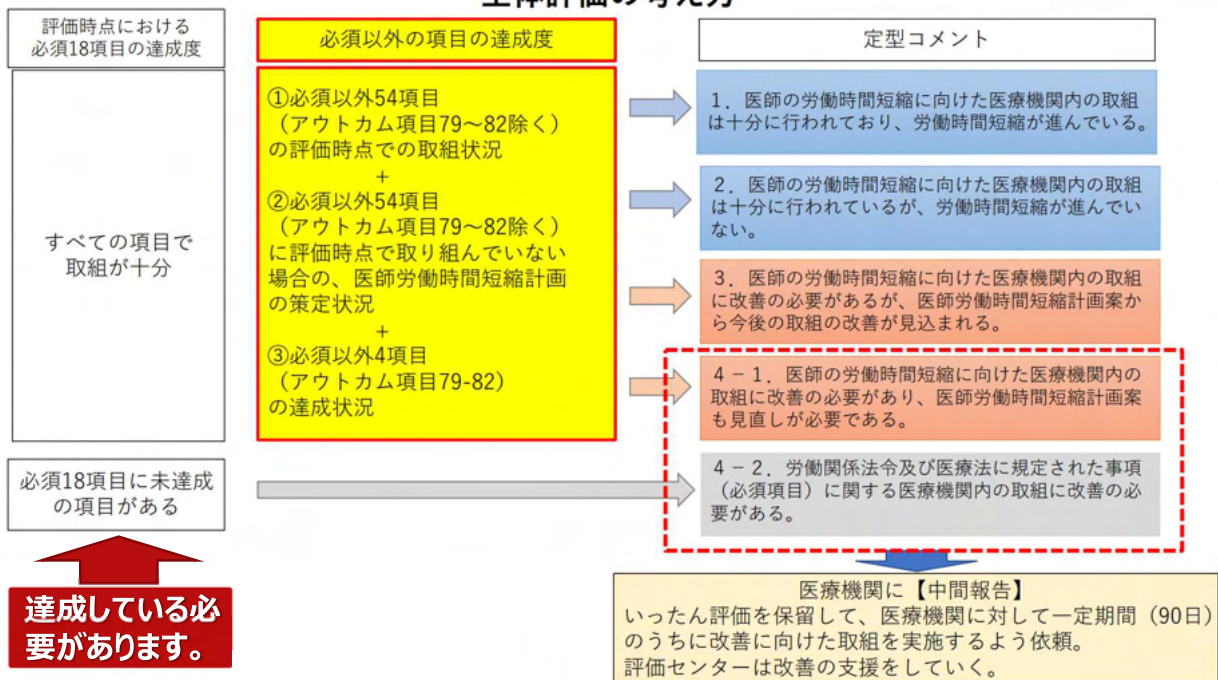 評価時点における
必須18項目の達成度
必須以外の項目の達成度
定型コメント
すべての項目で
取組が十分
①必須以外54項目
(アウトカム項目79～82除く)
の評価時点での取組状況
+
②必須以外54項目
(アウトカム項目79～82除く)
に評価時点で取り組んでいない
場合の、医師労働時間短縮計画
の策定状況
+
③必須以外4項目
(アウトカム項目79-82)
の達成状況
1．医師の労働時間短縮に向けた医療機関内の取組
は十分に行われており、労働時間短縮が進んでいる。
2．医師の労働時間短縮に向けた医療機関内の取組
は十分に行われているが、労働時間短縮が進んでい
ない。
3．医師の労働時間短縮に向けた医療機関内の取組
に改善の必要があるが、医師労働時間短縮計画案か
ら今後の取組の改善が見込まれる。
4－1．医師の労働時間短縮に向けた医療機関内の
取組に改善の必要があり、医師労働時間短縮計画案
も見直しが必要である。
必須18項目に未達成
の項目がある
4－2．労働関係法令及び医療法に規定された事項
(必須項目)に関する医療機関内の取組に改善の必
要がある。
達成している必
要があります。
医療機関に【中間報告】
いったん評価を保留して、医療機関に対して一定期間(90日)
のうちに改善に向けた取組を実施するよう依頼。
評価センターは改善の支援をしていく。